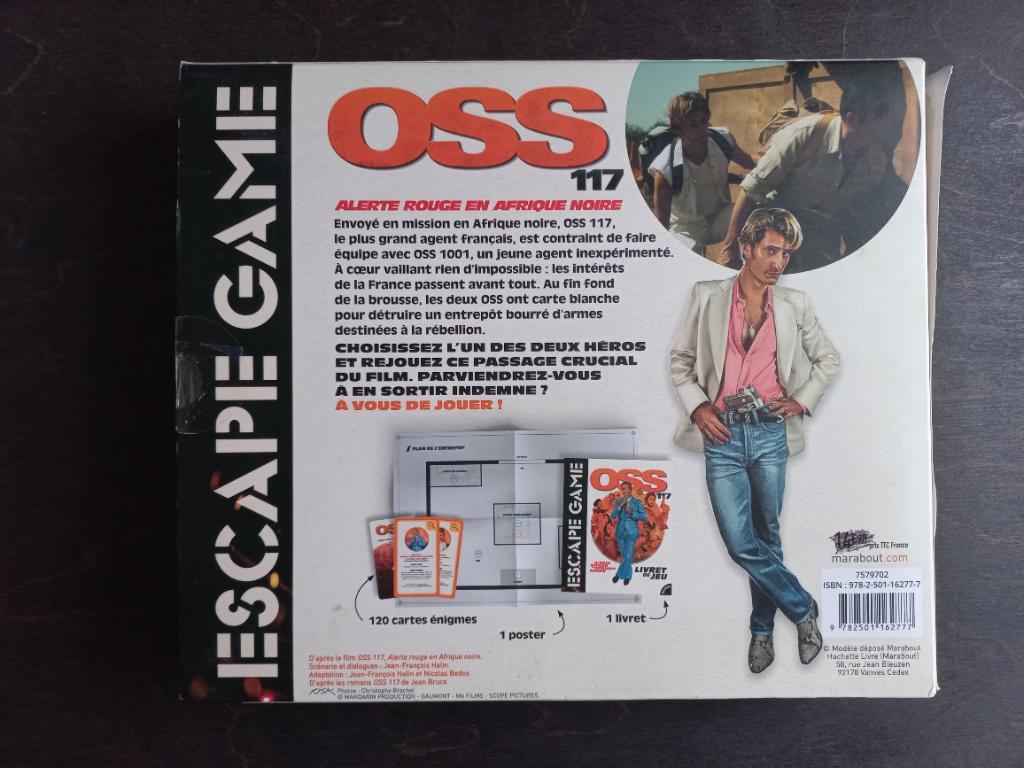 ESCAPE GAME
OSS
117
ALERTE ROUGE EN AFRIQUE NOIRE
Envoyé en mission en Afrique noire, OSS 117,
le plus grand agent français, est contraint de faire
équipe avec OSS 1001, un jeune agent inexpérimenté.
À cœur vaillant rien d'impossible : les intérêts
de la France passent avant tout. Au fin fond
de la brousse, les deux OSS ont carte blanche
pour détruire un entrepôt bourré d'armes
destinées à la rébellion.
CHOISISSEZ L'UN DES DEUX HÉROS
ET REJOUEZ CE PASSAGE CRUCIAL
DU FILM. PARVIENDREZ-VOUS
À EN SORTIR INDEMNE ?
À VOUS DE JOUER !
PLAN DE L'ENTREPÔT
ESCAPE GAME
OSS
117
LIVRET
DE JEU
120 cartes énigmes
1 poster
1 livret
prix TTC France
marabout.com
7579702
ISBN : 978-2-501-16277-7
9 782501 162777
© Modèle déposé Marabout
Hachette Livre (Marabout)
58, rue Jean Bleuzen
92178 Vanves Cedex
D'après le film OSS 117, Alerte rouge en Afrique noire.
Scénario et dialogues : Jean-François Halin
Adaptation : Jean-François Halin et Nicolas Bedos
D'après les romans OSS 117 de Jean Bruce
Photos : Christophe Brachet
© MANDARIN PRODUCTION - GAUMONT - M6 FILMS - SCOPE PICTURES.